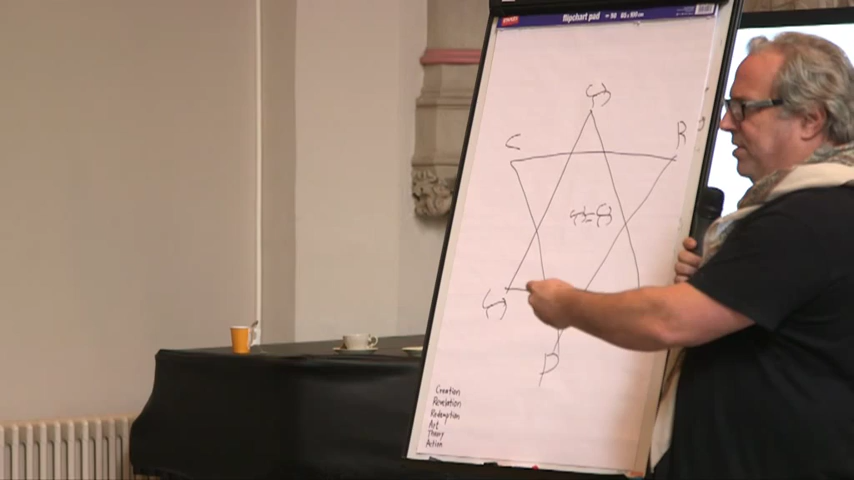 flipchart pad
C
R
D
Creation
Revelation
Redemption
Art
Theory
Action